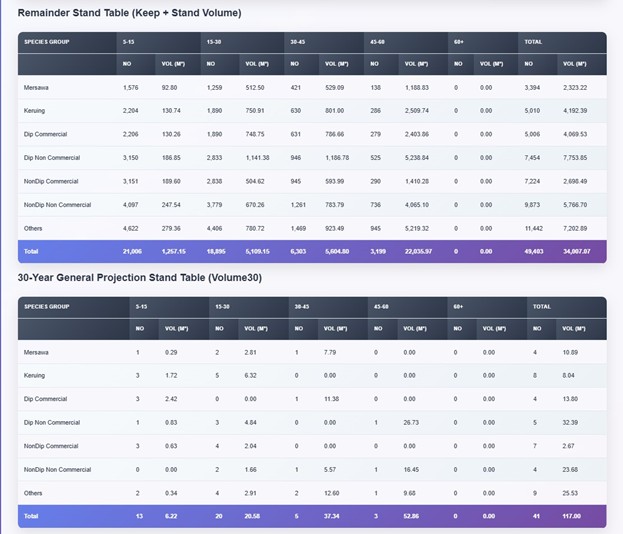 Remainder Stand Table (Keep + Stand Volume)
SPECIES GROUP 5-15 15-30 30-45 45-60 60+ TOTAL
NO VOL (M³) NO VOL (M³) NO VOL (M³) NO VOL (M³) NO VOL (M³) NO VOL (M³)
Mersawa 1,576 92.80 1,259 512.50 421 529.09 138 1,188.83 0 0.00 3,394 2,323.22
Keruing 2,204 130.74 1,890 750.91 630 801.00 286 2,509.74 0 0.00 5,010 4,192.39
Dip Commercial 2,206 130.26 1,890 748.75 631 786.66 279 2,403.86 0 0.00 5,006 4,069.53
Dip Non Commercial 3,150 186.85 2,833 1,141.38 946 1,186.78 525 5,238.84 0 0.00 7,454 7,753.85
NonDip Commercial 3,151 189.60 2,838 504.62 945 593.99 290 1,410.28 0 0.00 7,224 2,698.49
NonDip Non Commercial 4,097 247.54 3,779 670.26 1,261 783.79 736 4,065.10 0 0.00 9,873 5,766.70
Others 4,622 279.36 4,406 780.72 1,469 923.49 945 5,219.32 0 0.00 11,442 7,202.89
Total 21,006 1,257.15 18,895 5,109.15 6,303 5,604.80 3,199 22,035.97 0 0.00 49,403 34,007.07
30-Year General Projection Stand Table (Volume30)
SPECIES GROUP 5-15 15-30 30-45 45-60 60+ TOTAL
NO VOL (M³) NO VOL (M³) NO VOL (M³) NO VOL (M³) NO VOL (M³) NO VOL (M³)
Mersawa 1 0.29 2 2.81 1 7.79 0 0.00 0 0.00 4 10.89
Keruing 3 1.72 5 6.32 0 0.00 0 0.00 0 0.00 8 8.04
Dip Commercial 3 2.42 0 0.00 1 11.38 0 0.00 0 0.00 4 13.80
Dip Non Commercial 1 0.83 3 4.84 0 0.00 1 26.73 0 0.00 5 32.39
NonDip Commercial 3 0.63 4 2.04 0 0.00 0 0.00 0 0.00 7 2.67
NonDip Non Commercial 0 0.00 2 1.66 1 5.57 1 16.45 0 0.00 4 23.68
Others 2 0.34 4 2.91 2 12.60 1 9.68 0 0.00 9 25.53
Total 13 6.22 20 20.58 5 37.34 3 52.86 0 0.00 41 117.00